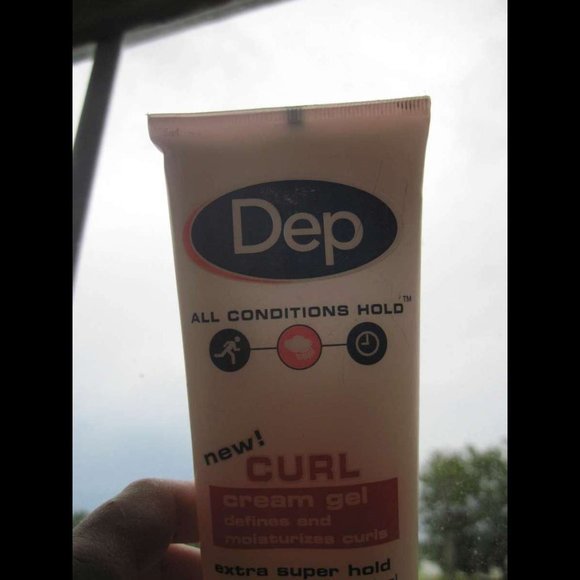 Dep
ALL CONDITIONS HOLD™
new!
CURL
cream gel
defines and
moisturizes curls
extra super hold